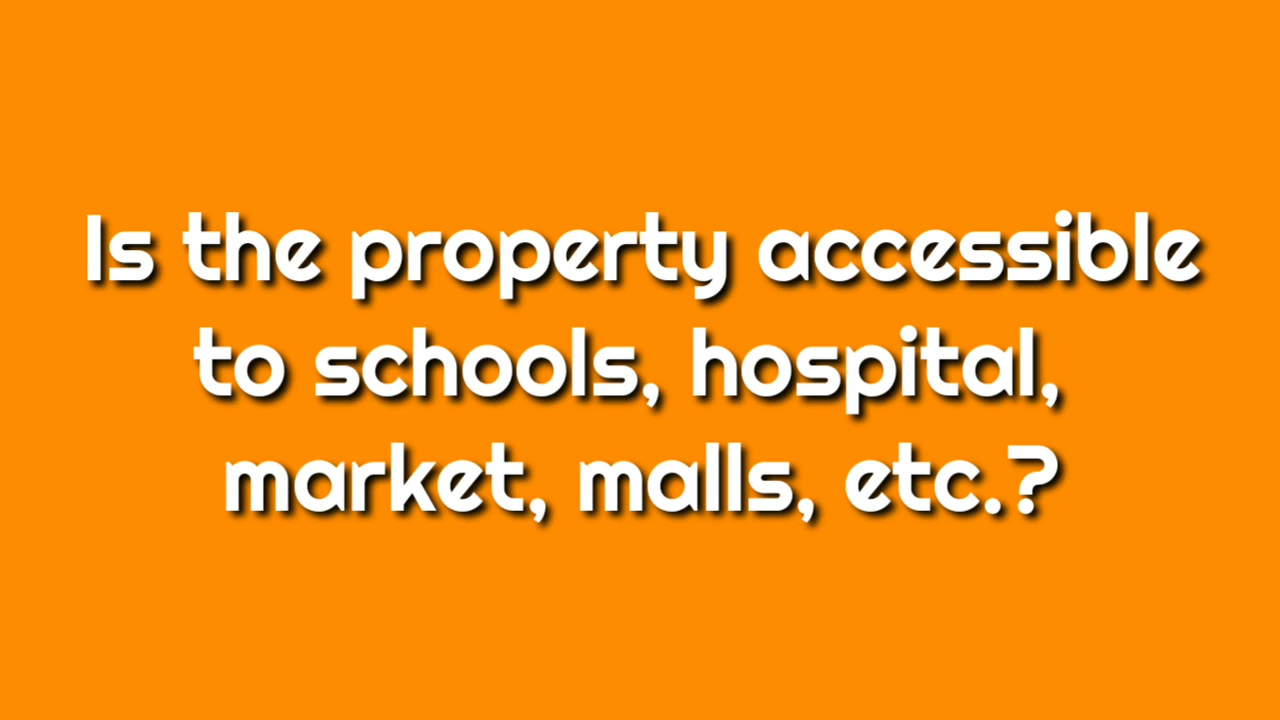 Is the property accessible
to schools, hospital,
market, malls, etc.?